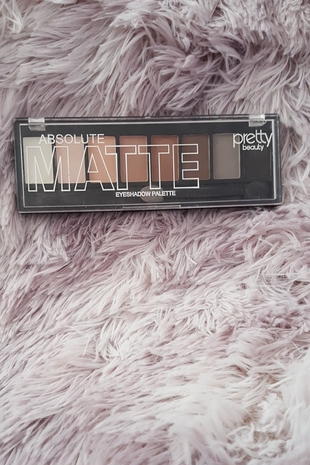 ABSOLUTE
MATTE
EYESHADOW PALETTE
pretty
beauty